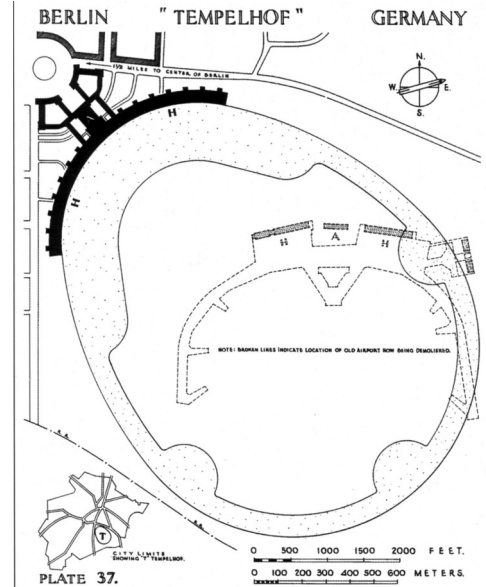 BERLIN " TEMPELHOF " GERMANY
1½ MILES TO CENTER OF BERLIN
N.
W. E.
S.
H
H
H A H
NOTE: BROKEN LINES INDICATE LOCATION OF OLD AIRPORT NOW BEING DEMOLISHED.
R.R.
R.R.
T
CITY LIMITS
SHOWING "T" TEMPELHOF.
0 500 1000 1500 2000 FEET.
0 100 200 300 400 500 600 METERS.
PLATE 37.